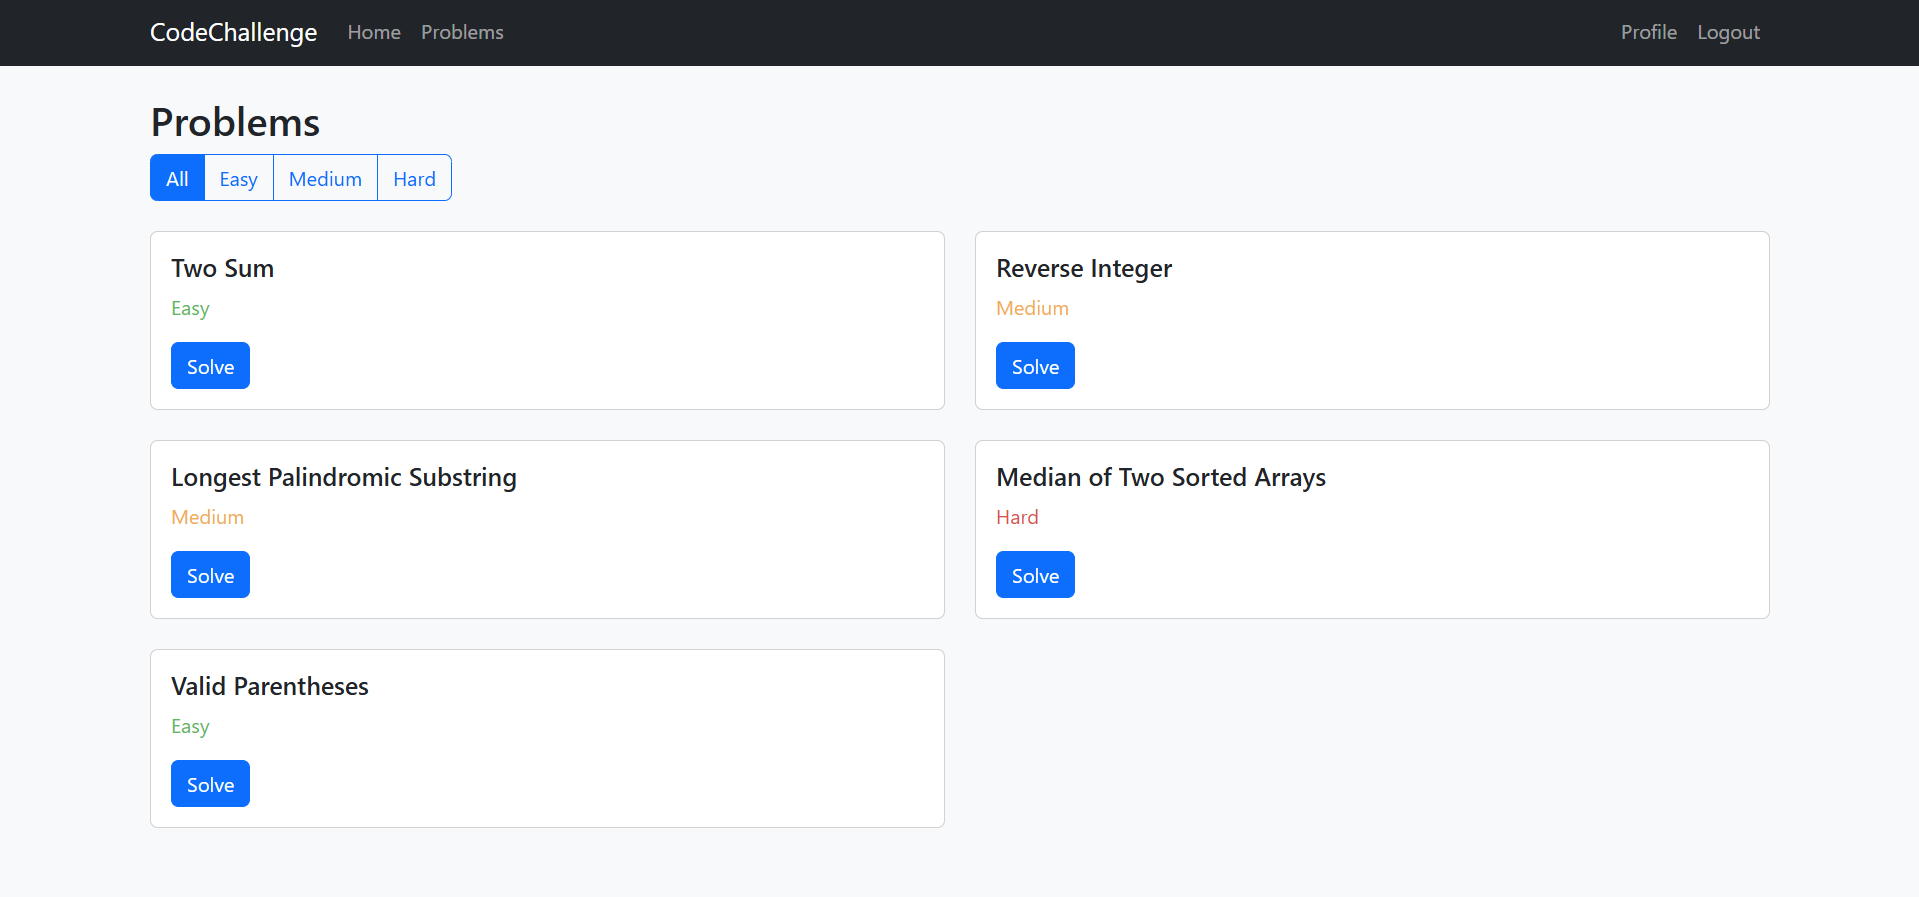 CodeChallenge Home Problems Profile Logout
Problems
All Easy Medium Hard
Two Sum
Easy
Solve
Reverse Integer
Medium
Solve
Longest Palindromic Substring
Medium
Solve
Median of Two Sorted Arrays
Hard
Solve
Valid Parentheses
Easy
Solve